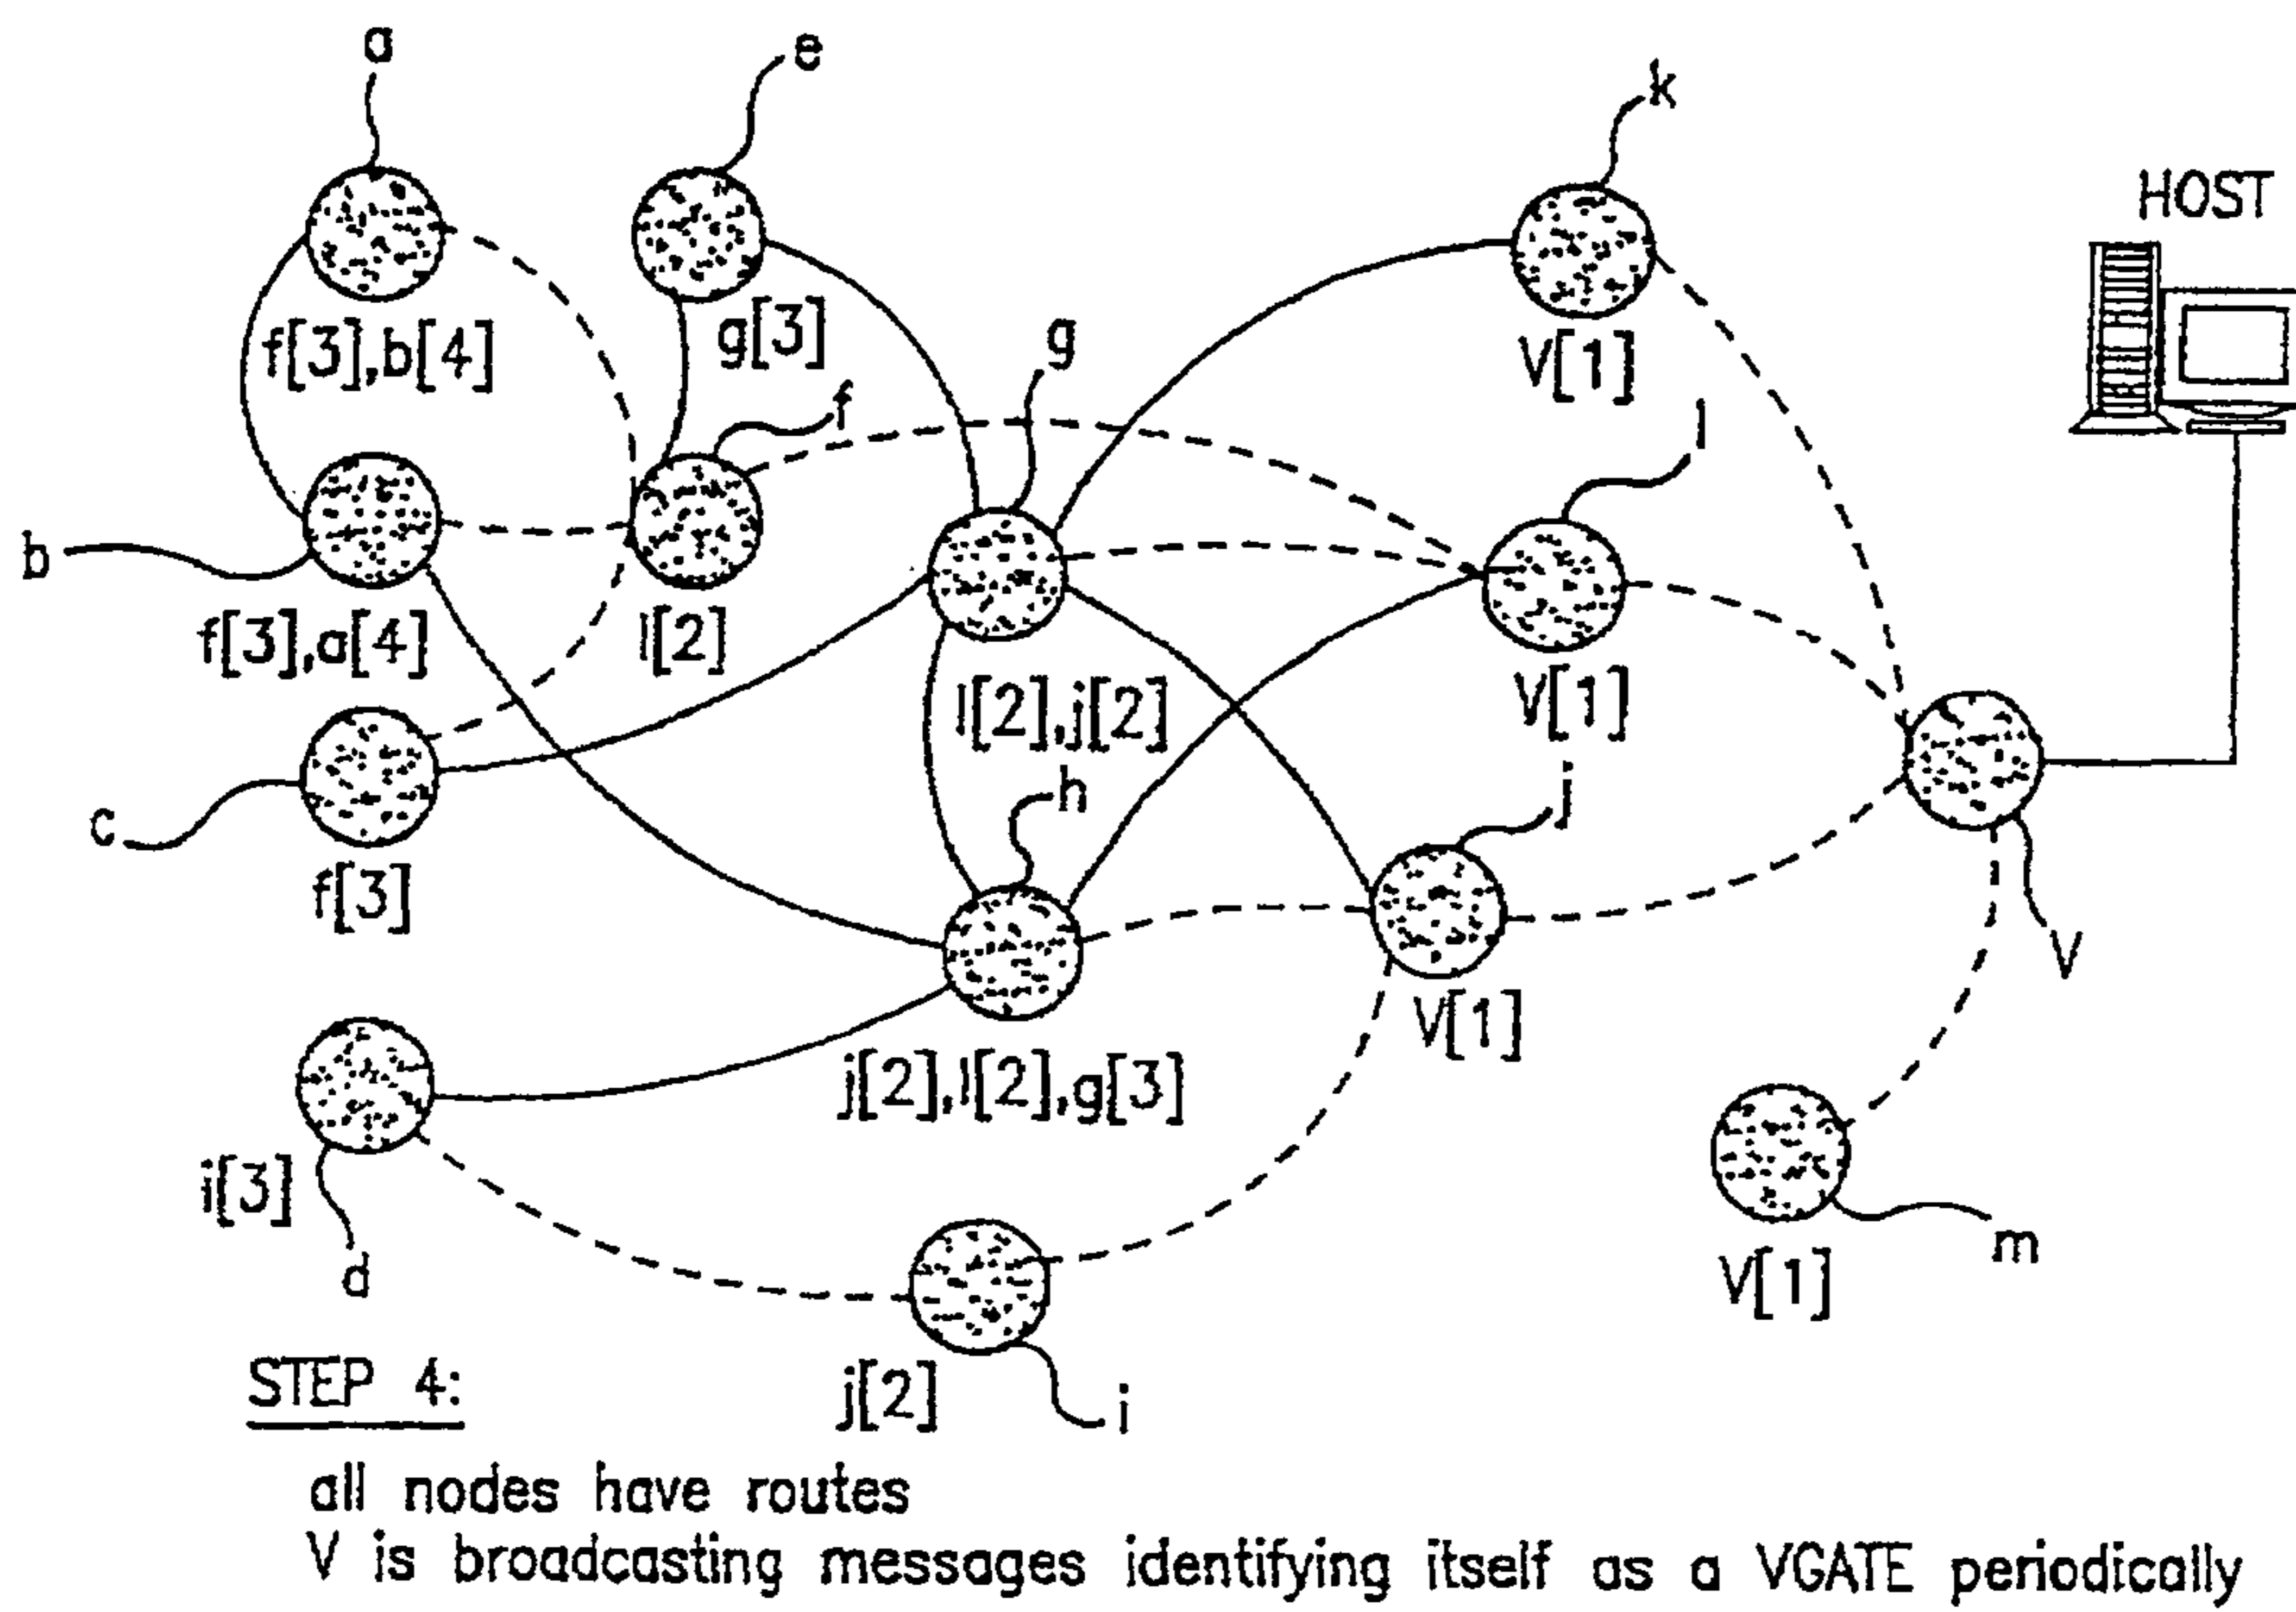 a
e
k
HOST
f[3],b[4]
g[3]
g
V[1]
f
l
b
f[3],a[4]
l[2]
l[2],j[2]
V[1]
h
j
c
f[3]
V
V[1]
j[2],l[2],g[3]
i[3]
d
m
V[1]
j[2]
i
STEP 4:
all nodes have routes
V is broadcasting messages identifying itself as a VGATE periodically